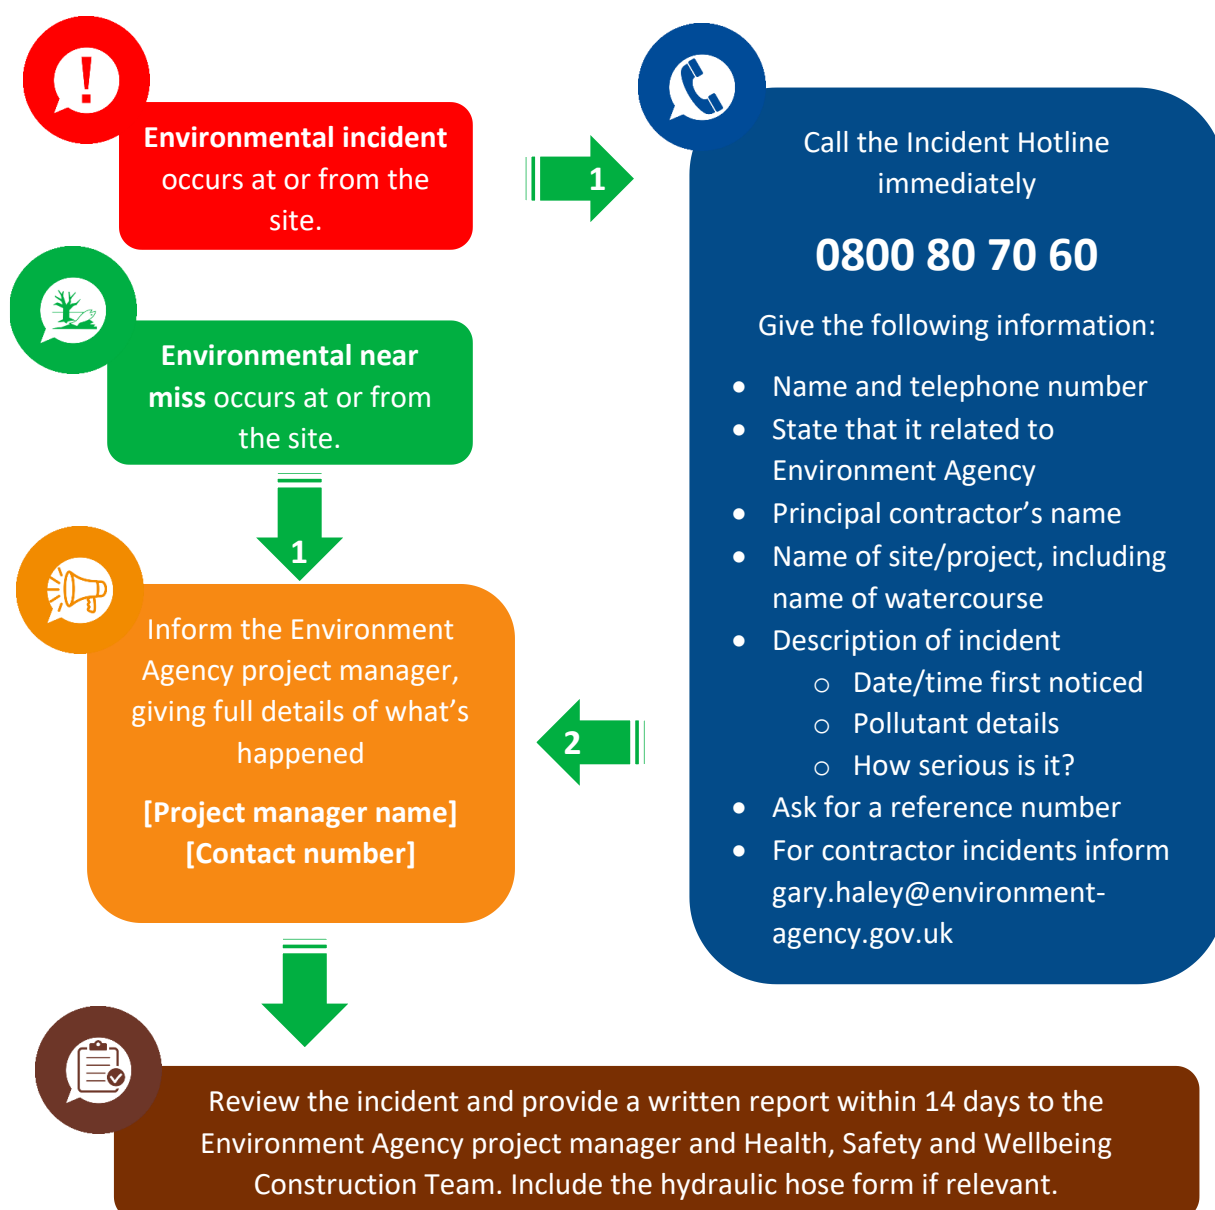 Environmental incident
occurs at or from the
site.
1
Call the Incident Hotline
immediately
0800 80 70 60
Give the following information:
• Name and telephone number
• State that it related to
Environment Agency
• Principal contractor’s name
• Name of site/project, including
name of watercourse
• Description of incident
o Date/time first noticed
o Pollutant details
o How serious is it?
• Ask for a reference number
• For contractor incidents inform
gary.haley@environment-
agency.gov.uk
Environmental near
miss occurs at or from
the site.
1
2
Inform the Environment
Agency project manager,
giving full details of what’s
happened
[Project manager name]
[Contact number]
Review the incident and provide a written report within 14 days to the
Environment Agency project manager and Health, Safety and Wellbeing
Construction Team. Include the hydraulic hose form if relevant.